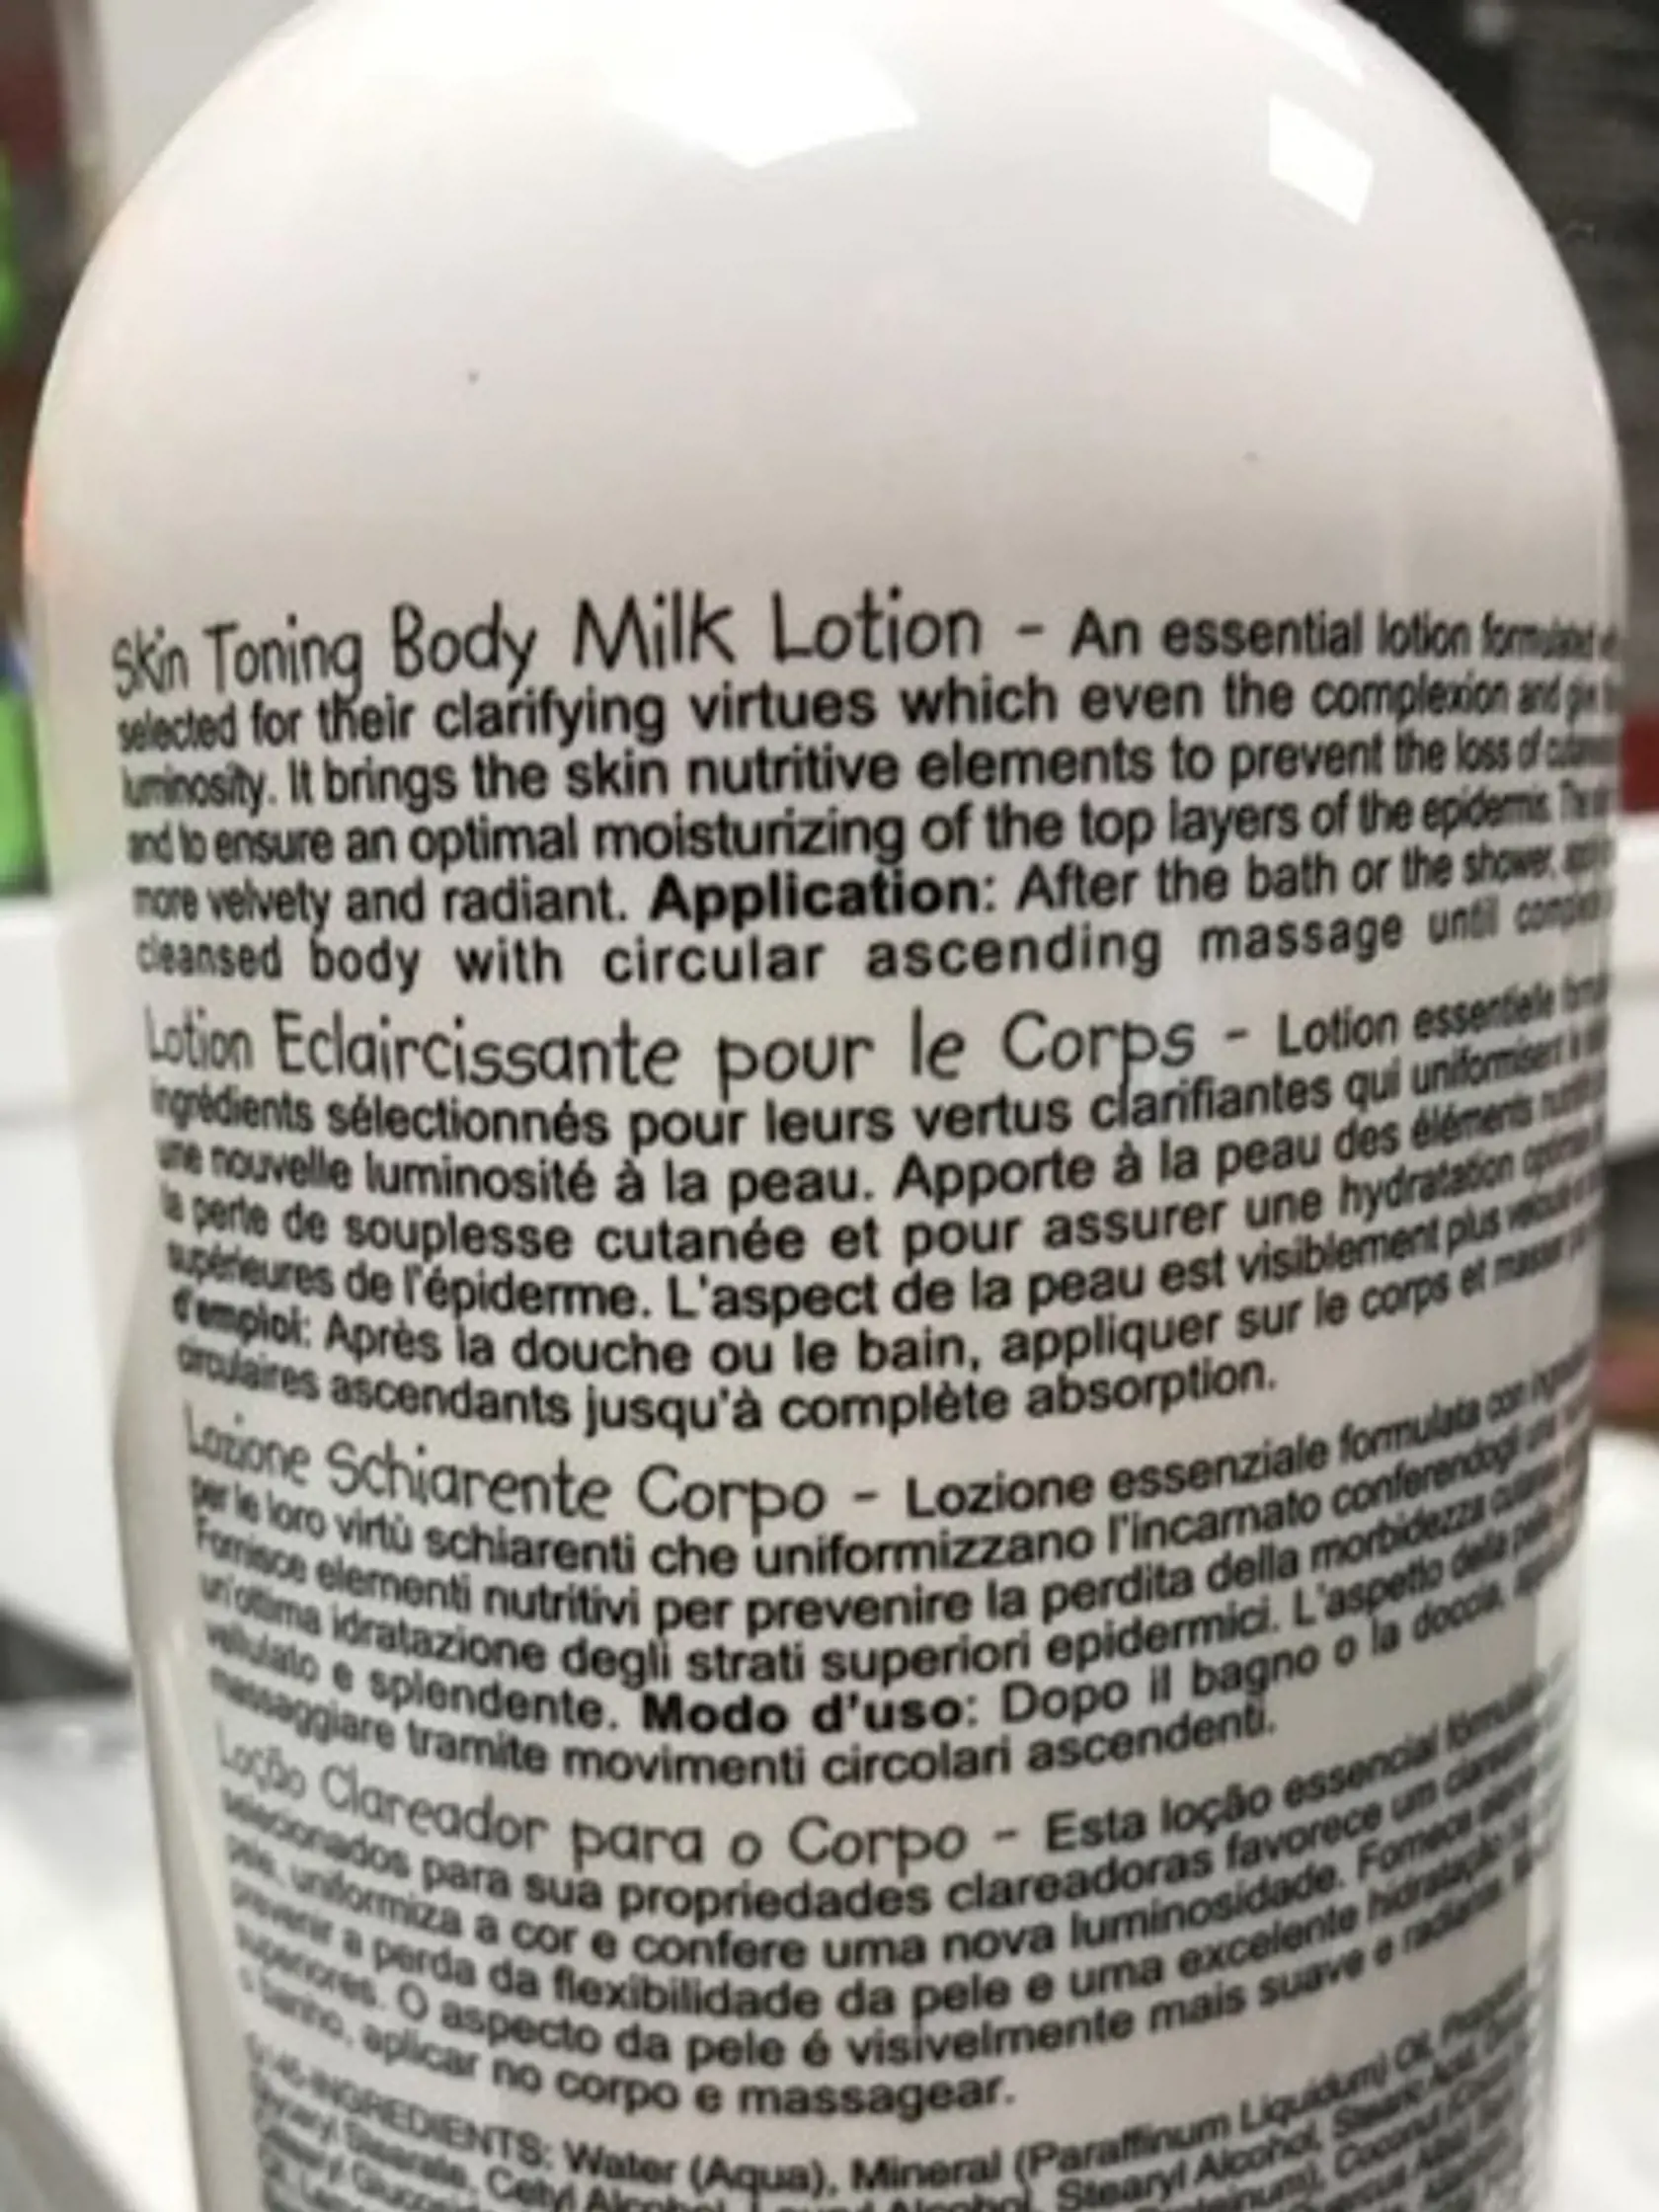 Skin Toning Body Milk Lotion - An essential lotion formulated
selected for their clarifying virtues which even the complexion and give
luminosity. It brings the skin nutritive elements to prevent the loss of
and to ensure an optimal moisturizing of the top layers of the epidermis. The
more velvety and radiant. Application: After the bath or the shower,
cleansed body with circular ascending massage until
Lotion Eclaircissante pour le Corps - Lotion essentielle
ingrédients sélectionnés pour leurs vertus clarifiantes qui uniformisent
une nouvelle luminosité à la peau. Apporte à la peau des éléments
la perte de souplesse cutanée et pour assurer une hydratation
supérieures de l'épiderme. L'aspect de la peau est visiblement plus
d'emploi: Après la douche ou le bain, appliquer sur le corps et masser
circulaires ascendants jusqu'à complète absorption.
Lozione Schiarente Corpo - Lozione essenziale formulata con
per le loro virtù schiarenti che uniformizzano l'incarnato conferendogli una
Fornisce elementi nutritivi per prevenire la perdita della morbidezza
un'ottima idratazione degli strati superiori epidermici. L'aspetto della pelle
vellutato e splendente. Modo d'uso: Dopo il bagno o la doccia,
massaggiare tramite movimenti circolari ascendenti.
Loção Clareador para o Corpo - Esta loção essencial
selecionados para sua propriedades clareadoras favorece um
pele, uniformiza a cor e confere uma nova luminosidade. Fornece
prevenir a perda da flexibilidade da pele e uma excelente hidratação
superiores. O aspecto da pele é visivelmente mais suave e
o banho, aplicar no corpo e massagear.
INGREDIENTS: Water (Aqua), Mineral (Paraffinum Liquidum) Oil,
Glyceryl Stearate, Cetyl Alcohol, Stearyl Alcohol, Stearic Acid,